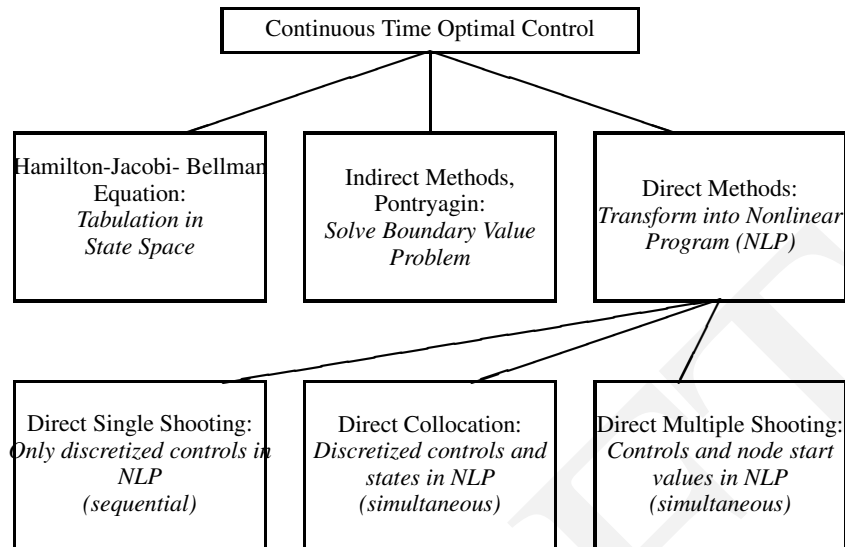 Continuous Time Optimal Control
Hamilton-Jacobi- Bellman
Equation:
Tabulation in
State Space
Indirect Methods,
Pontryagin:
Solve Boundary Value
Problem
Direct Methods:
Transform into Nonlinear
Program (NLP)
Direct Single Shooting:
Only discretized controls in
NLP
(sequential)
Direct Collocation:
Discretized controls and
states in NLP
(simultaneous)
Direct Multiple Shooting:
Controls and node start
values in NLP
(simultaneous)